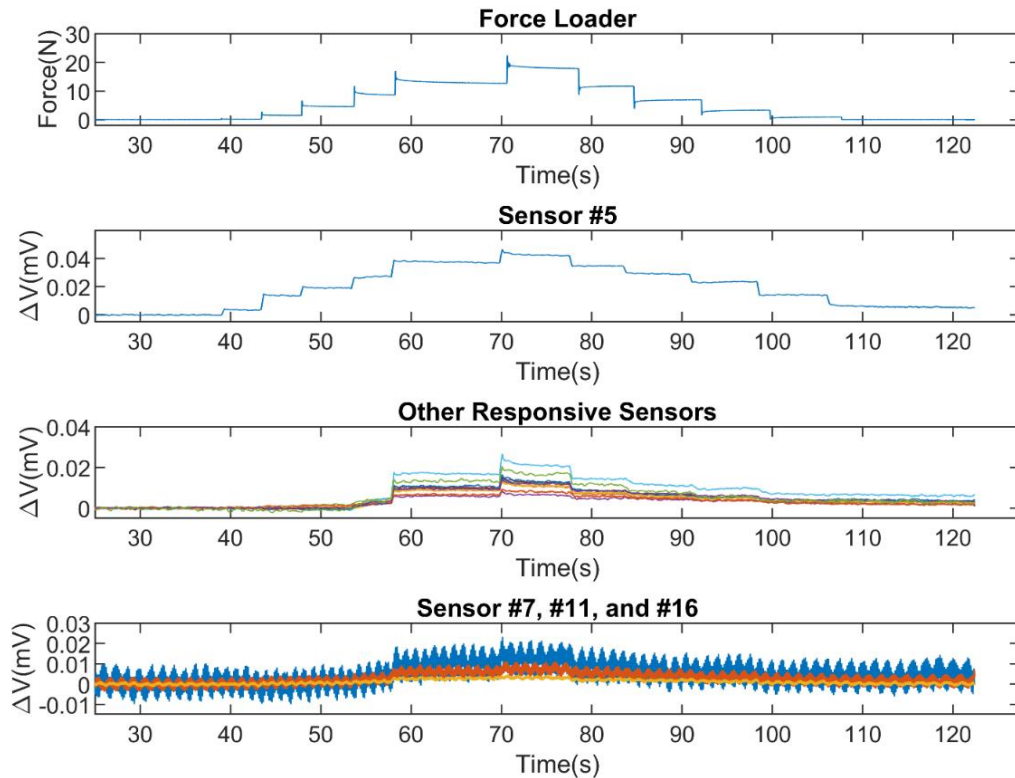 Force Loader
Force(N)
30
20
10
0
30 40 50 60 70 80 90 100 110 120
Time(s)
Sensor #5
ΔV(mV)
0.04
0.02
0
30 40 50 60 70 80 90 100 110 120
Time(s)
Other Responsive Sensors
ΔV(mV)
0.04
0.02
0
30 40 50 60 70 80 90 100 110 120
Time(s)
Sensor #7, #11, and #16
ΔV(mV)
0.03
0.02
0.01
0
-0.01
30 40 50 60 70 80 90 100 110 120
Time(s)